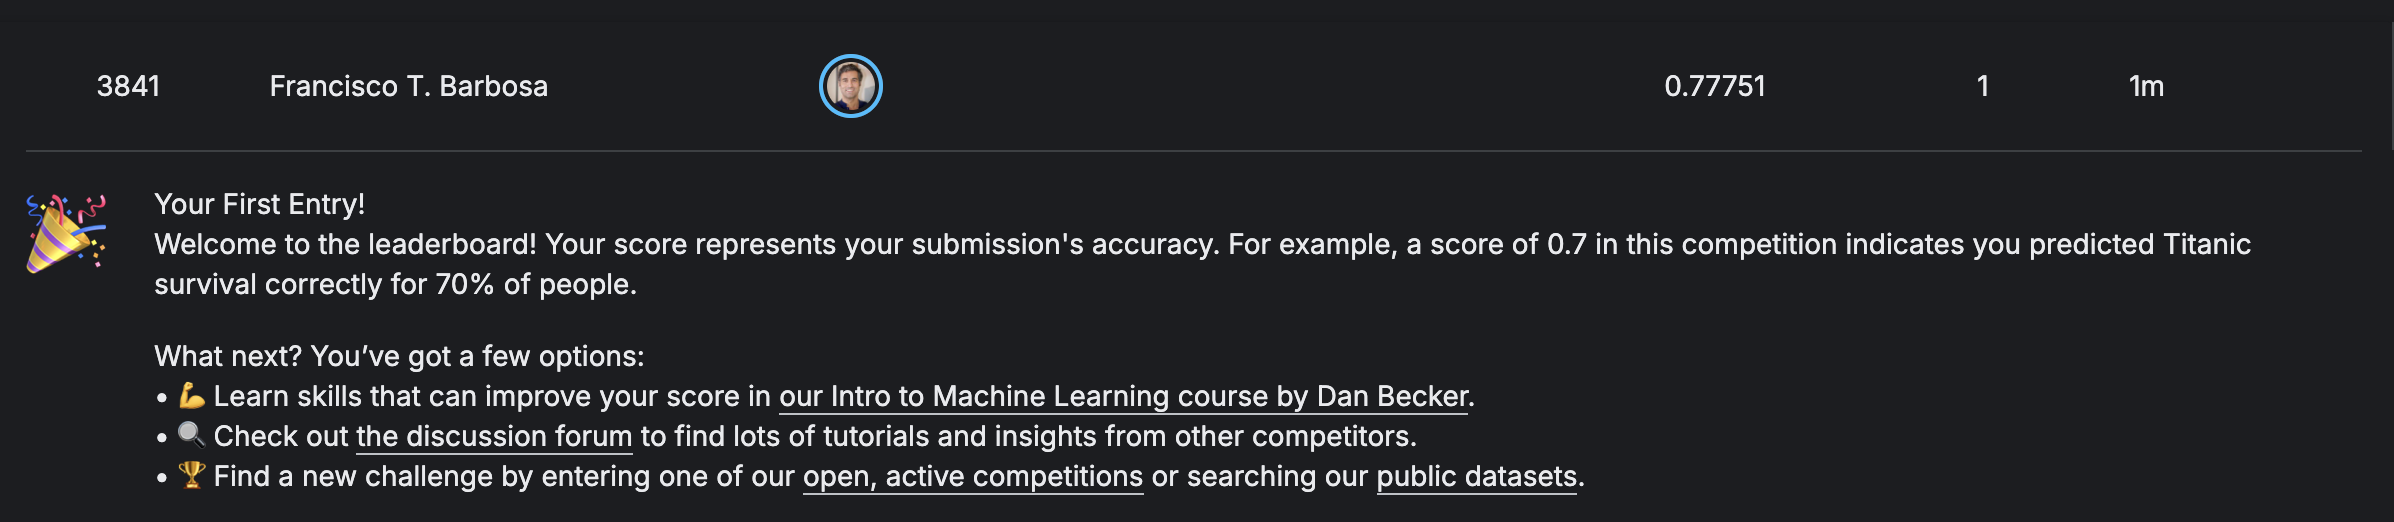 3841 Francisco T. Barbosa 0.77751 1 1m
Your First Entry!
Welcome to the leaderboard! Your score represents your submission's accuracy. For example, a score of 0.7 in this competition indicates you predicted Titanic
survival correctly for 70% of people.
What next? You’ve got a few options:
• 💪 Learn skills that can improve your score in our Intro to Machine Learning course by Dan Becker.
• 🔍 Check out the discussion forum to find lots of tutorials and insights from other competitors.
• 🏆 Find a new challenge by entering one of our open, active competitions or searching our public datasets.